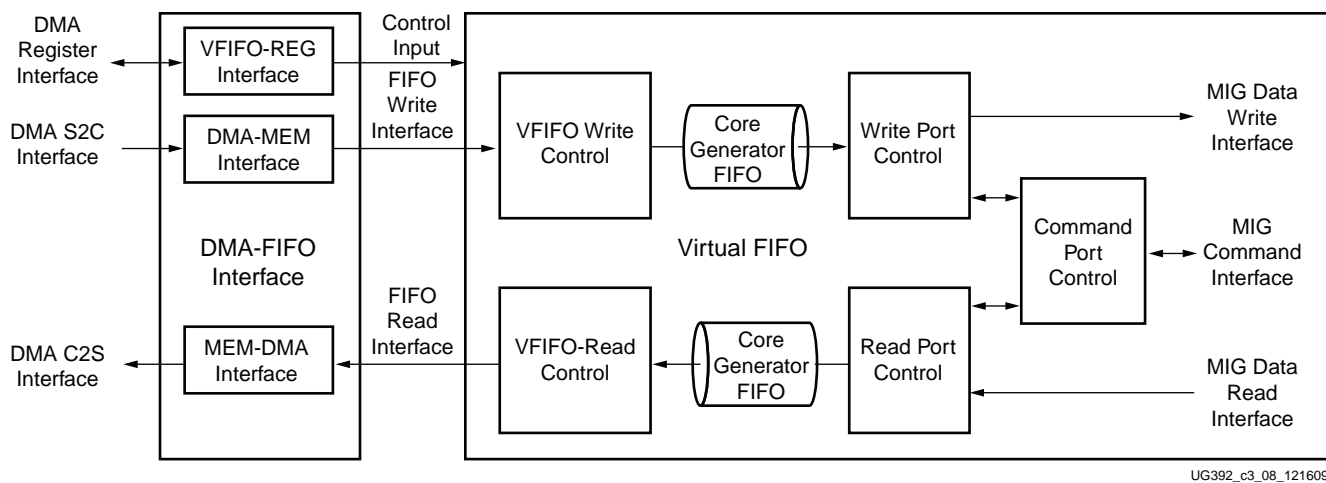 DMA
Register
Interface
VFIFO-REG
Interface
Control
Input
FIFO
Write
Interface
DMA S2C
Interface
DMA-MEM
Interface
VFIFO Write
Control
Core
Generator
FIFO
Write Port
Control
MIG Data
Write
Interface
DMA-FIFO
Interface
Virtual FIFO
Command
Port
Control
MIG
Command
Interface
FIFO
Read
Interface
DMA C2S
Interface
MEM-DMA
Interface
VFIFO-Read
Control
Core
Generator
FIFO
Read Port
Control
MIG Data
Read
Interface
UG392_c3_08_121609